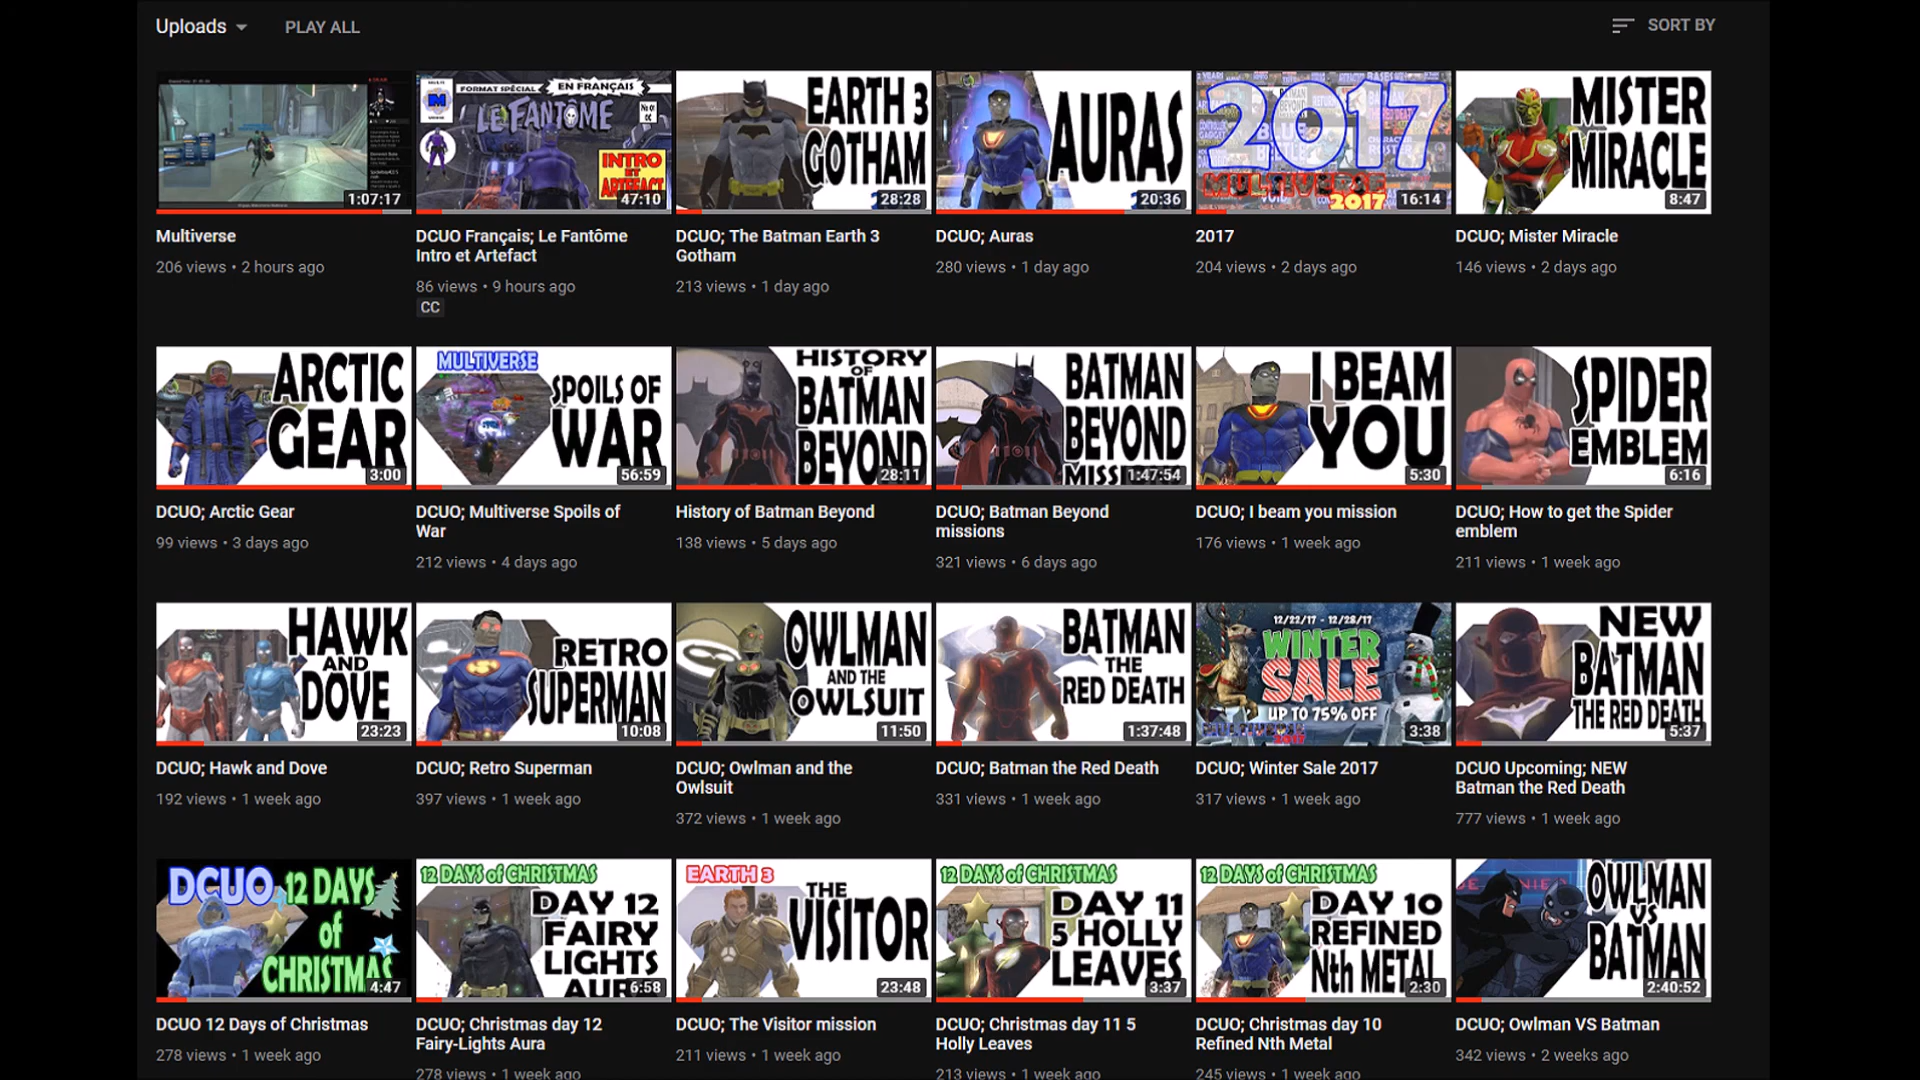 Uploads
PLAY ALL
SORT BY
1:07:17
FORMAT SPÉCIAL
EN FRANÇAIS
LE FANTÔME
INTRO
ET
ARTEFACT
47:10
EARTH 3
GOTHAM
28:28
AURAS
20:36
2017
MULTIVERSE
2017
16:14
MISTER
MIRACLE
8:47
Multiverse
206 views • 2 hours ago
DCUO Français; Le Fantôme
Intro et Artefact
86 views • 9 hours ago
CC
DCUO; The Batman Earth 3
Gotham
213 views • 1 day ago
DCUO; Auras
280 views • 1 day ago
2017
204 views • 2 days ago
DCUO; Mister Miracle
146 views • 2 days ago
ARCTIC
GEAR
3:00
MULTIVERSE
SPOILS OF
WAR
56:59
HISTORY
OF
BATMAN
BEYOND
28:11
BATMAN
BEYOND
1:47:54
I BEAM
YOU
5:30
SPIDER
EMBLEM
6:16
DCUO; Arctic Gear
99 views • 3 days ago
DCUO; Multiverse Spoils of
War
212 views • 4 days ago
History of Batman Beyond
138 views • 5 days ago
DCUO; Batman Beyond
missions
321 views • 6 days ago
DCUO; I beam you mission
176 views • 1 week ago
DCUO; How to get the Spider
emblem
211 views • 1 week ago
HAWK
AND
DOVE
23:23
RETRO
SUPERMAN
10:08
OWLMAN
AND THE
OWLSUIT
11:50
BATMAN
THE
RED DEATH
1:37:48
12/22/17 - 12/28/17
WINTER
SALE
UP TO 75% OFF
MULTIVERSE
2017
3:38
NEW
BATMAN
THE RED DEATH
5:37
DCUO; Hawk and Dove
192 views • 1 week ago
DCUO; Retro Superman
397 views • 1 week ago
DCUO; Owlman and the
Owlsuit
372 views • 1 week ago
DCUO; Batman the Red Death
331 views • 1 week ago
DCUO; Winter Sale 2017
317 views • 1 week ago
DCUO Upcoming; NEW
Batman the Red Death
777 views • 1 week ago
DCUO 12 DAYS
of
CHRISTMAS
4:47
12 DAYS of CHRISTMAS
DAY 12
FAIRY
LIGHTS
AURA
6:58
EARTH 3
THE
VISITOR
23:48
12 DAYS of CHRISTMAS
DAY 11
5 HOLLY
LEAVES
3:37
12 DAYS of CHRISTMAS
DAY 10
REFINED
Nth METAL
2:30
OWLMAN
VS
BATMAN
2:40:52
DCUO 12 Days of Christmas
278 views • 1 week ago
DCUO; Christmas day 12
Fairy-Lights Aura
278 views • 1 week ago
DCUO; The Visitor mission
211 views • 1 week ago
DCUO; Christmas day 11 5
Holly Leaves
213 views • 1 week ago
DCUO; Christmas day 10
Refined Nth Metal
245 views • 1 week ago
DCUO; Owlman VS Batman
342 views • 2 weeks ago